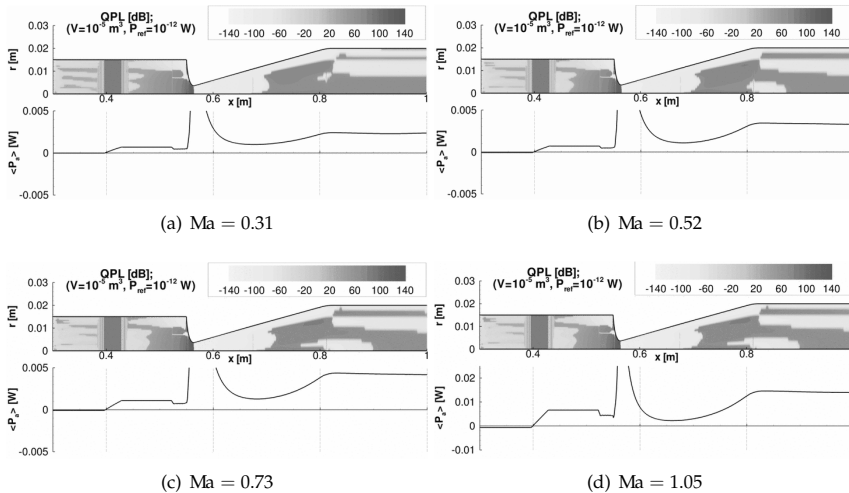 QPL [dB];
(V=10⁻⁵ m³, P_ref=10⁻¹² W)
-140 -100 -60 -20 20 60 100 140
r [m]
0.03
0.02
0.01
0
0.4 0.6 0.8 1
x [m]
<P_a> [W]
0.005
0
-0.005
(a) Ma = 0.31
QPL [dB];
(V=10⁻⁵ m³, P_ref=10⁻¹² W)
-140 -100 -60 -20 20 60 100 140
r [m]
0.03
0.02
0.01
0
0.4 0.6 0.8
x [m]
<P_a> [W]
0.005
0
-0.005
(b) Ma = 0.52
QPL [dB];
(V=10⁻⁵ m³, P_ref=10⁻¹² W)
-140 -100 -60 -20 20 60 100 140
r [m]
0.03
0.02
0.01
0
0.4 0.6 0.8 1
x [m]
<P_a> [W]
0.005
0
-0.005
(c) Ma = 0.73
QPL [dB];
(V=10⁻⁵ m³, P_ref=10⁻¹² W)
-140 -100 -60 -20 20 60 100 140
r [m]
0.03
0.02
0.01
0
0.4 0.6 0.8
x [m]
<P_a> [W]
0.02
0.01
0
-0.01
(d) Ma = 1.05